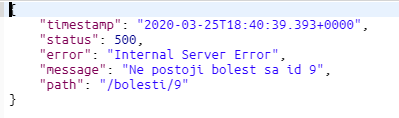 {
"timestamp": "2020-03-25T18:40:39.393+0000",
"status": 500,
"error": "Internal Server Error",
"message": "Ne postoji bolest sa id 9",
"path": "/bolesti/9"
}